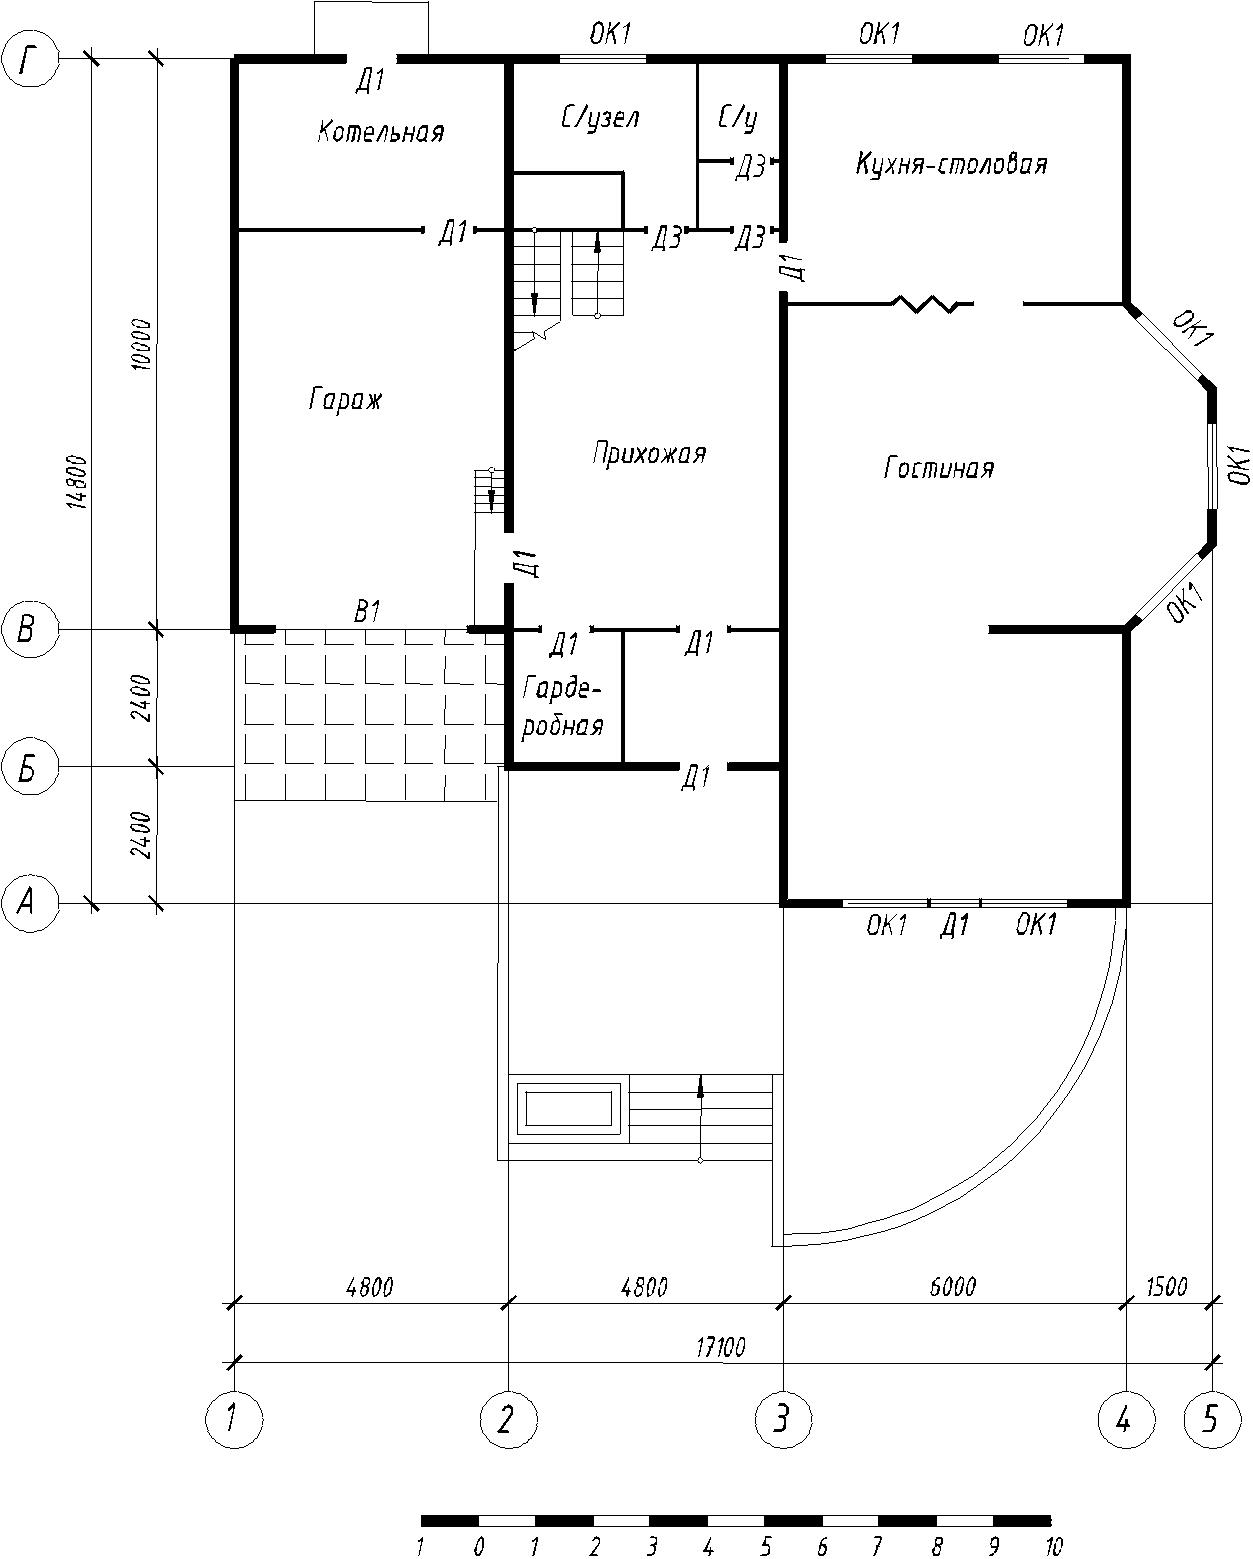 ОК1
ОК1
ОК1
Г
Д1
С/узел
С/у
Котельная
Кухня-столовая
Д3
Д1
Д3
Д3
Д1
ОК1
10000
Гараж
Прихожая
Гостиная
ОК1
14800
Д1
ОК1
В1
В
Д1
Д1
2400
Гарде-
робная
Б
Д1
2400
А
ОК1
Д1
ОК1
4800
4800
6000
1500
17100
1
2
3
4
5
1 0 1 2 3 4 5 6 7 8 9 10